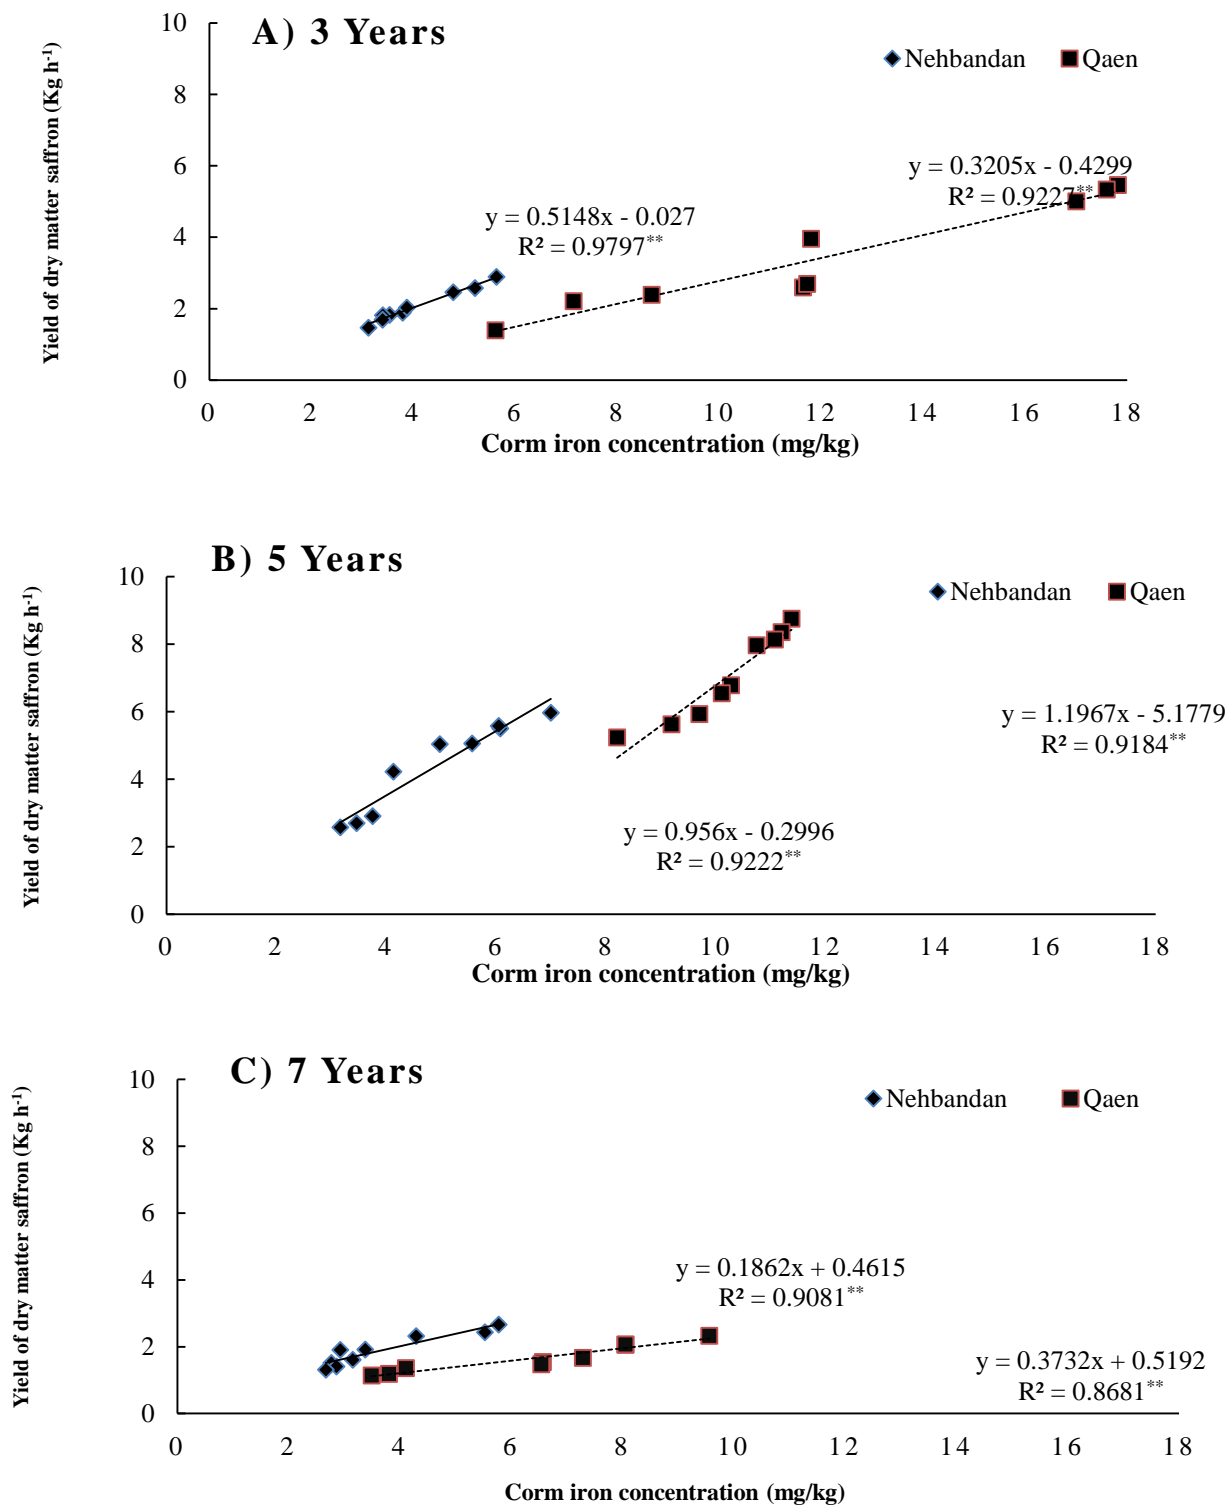 A) 3 Years
Nehbandan Qaen
Yield of dry matter saffron (Kg h⁻¹)
10
8
6
4
2
0
y = 0.3205x - 0.4299
R² = 0.9227**
y = 0.5148x - 0.027
R² = 0.9797**
0 2 4 6 8 10 12 14 16 18
Corm iron concentration (mg/kg)
B) 5 Years
Nehbandan Qaen
Yield of dry matter saffron (Kg h⁻¹)
10
8
6
4
2
0
y = 1.1967x - 5.1779
R² = 0.9184**
y = 0.956x - 0.2996
R² = 0.9222**
0 2 4 6 8 10 12 14 16 18
Corm iron concentration (mg/kg)
C) 7 Years
Nehbandan Qaen
Yield of dry matter saffron (Kg h⁻¹)
10
8
6
4
2
0
y = 0.1862x + 0.4615
R² = 0.9081**
y = 0.3732x + 0.5192
R² = 0.8681**
0 2 4 6 8 10 12 14 16 18
Corm iron concentration (mg/kg)